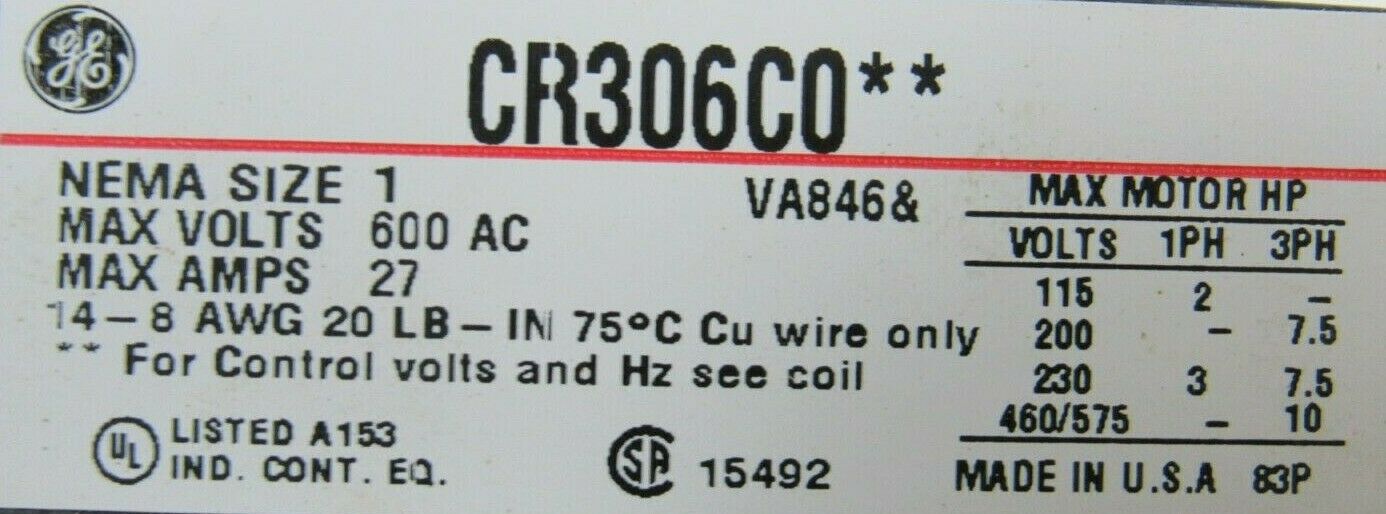 GE
CR306C0**
NEMA SIZE 1
MAX VOLTS 600 AC
MAX AMPS 27
14-8 AWG 20 LB-IN 75°C Cu wire only
** For Control volts and Hz see coil
UL LISTED A153
IND. CONT. EQ.
SA 15492
VA846&
MAX MOTOR HP
VOLTS 1PH 3PH
115 2 -
200 - 7.5
230 3 7.5
460/575 - 10
MADE IN U.S.A 83P